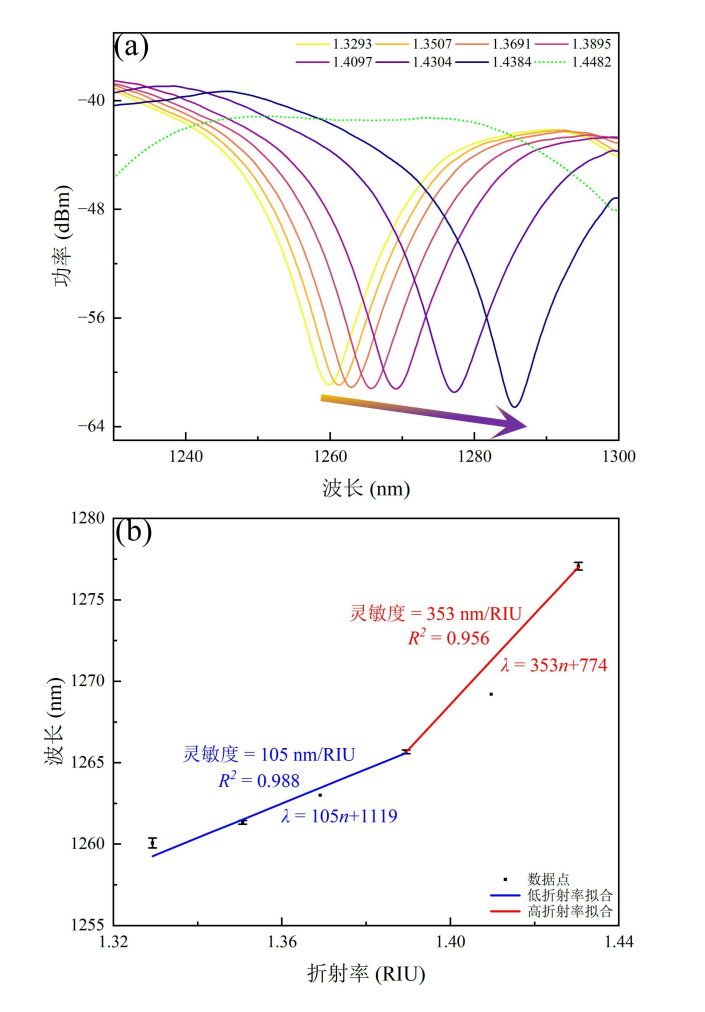 (a)
1.3293 1.3507 1.3691 1.3895
1.4097 1.4304 1.4384 1.4482
−40
−48
−56
−64
功率 (dBm)
1240 1260 1280 1300
波长 (nm)
(b)
1280
1275
1270
1265
1260
1255
波长 (nm)
灵敏度 = 353 nm/RIU
R² = 0.956
λ = 353n+774
灵敏度 = 105 nm/RIU
R² = 0.988
λ = 105n+1119
数据点
低折射率拟合
高折射率拟合
1.32 1.36 1.40 1.44
折射率 (RIU)